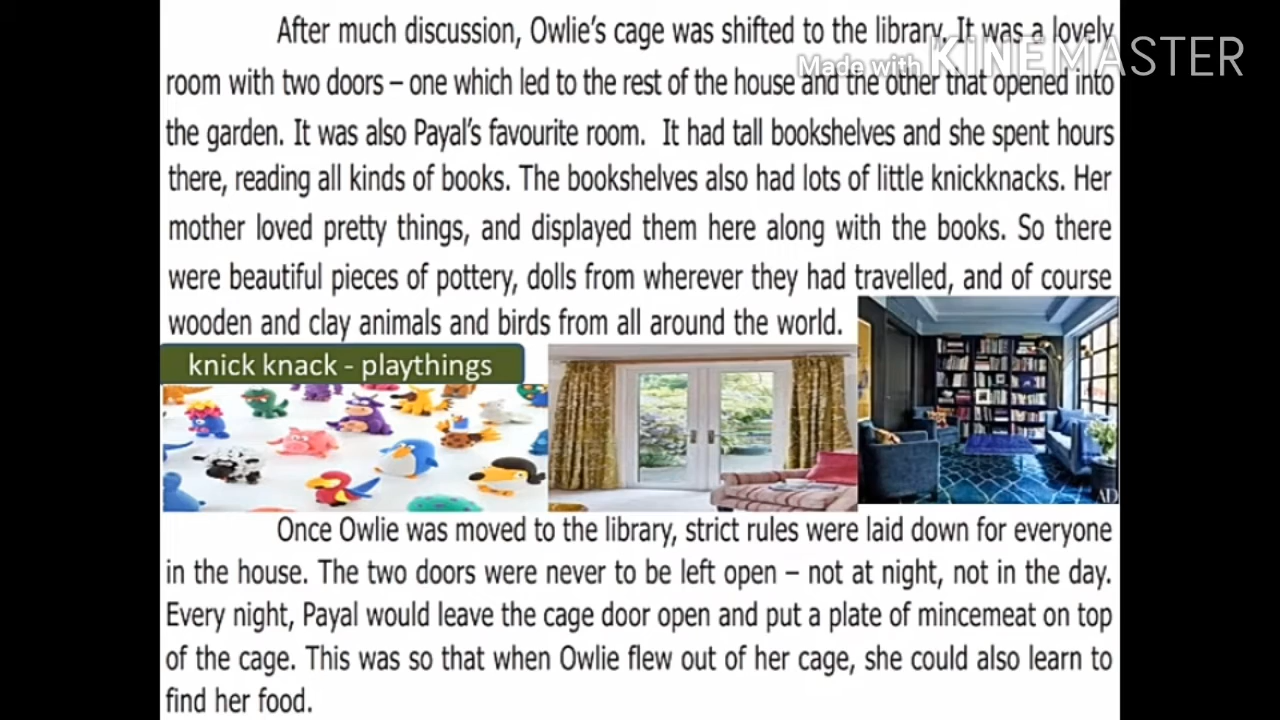 After much discussion, Owlie's cage was shifted to the library. It was a lovely
Made with KINEMASTER
room with two doors – one which led to the rest of the house and the other that opened into
the garden. It was also Payal's favourite room. It had tall bookshelves and she spent hours
there, reading all kinds of books. The bookshelves also had lots of little knickknacks. Her
mother loved pretty things, and displayed them here along with the books. So there
were beautiful pieces of pottery, dolls from wherever they had travelled, and of course
wooden and clay animals and birds from all around the world.
knick knack - playthings
AD
Once Owlie was moved to the library, strict rules were laid down for everyone
in the house. The two doors were never to be left open – not at night, not in the day.
Every night, Payal would leave the cage door open and put a plate of mincemeat on top
of the cage. This was so that when Owlie flew out of her cage, she could also learn to
find her food.